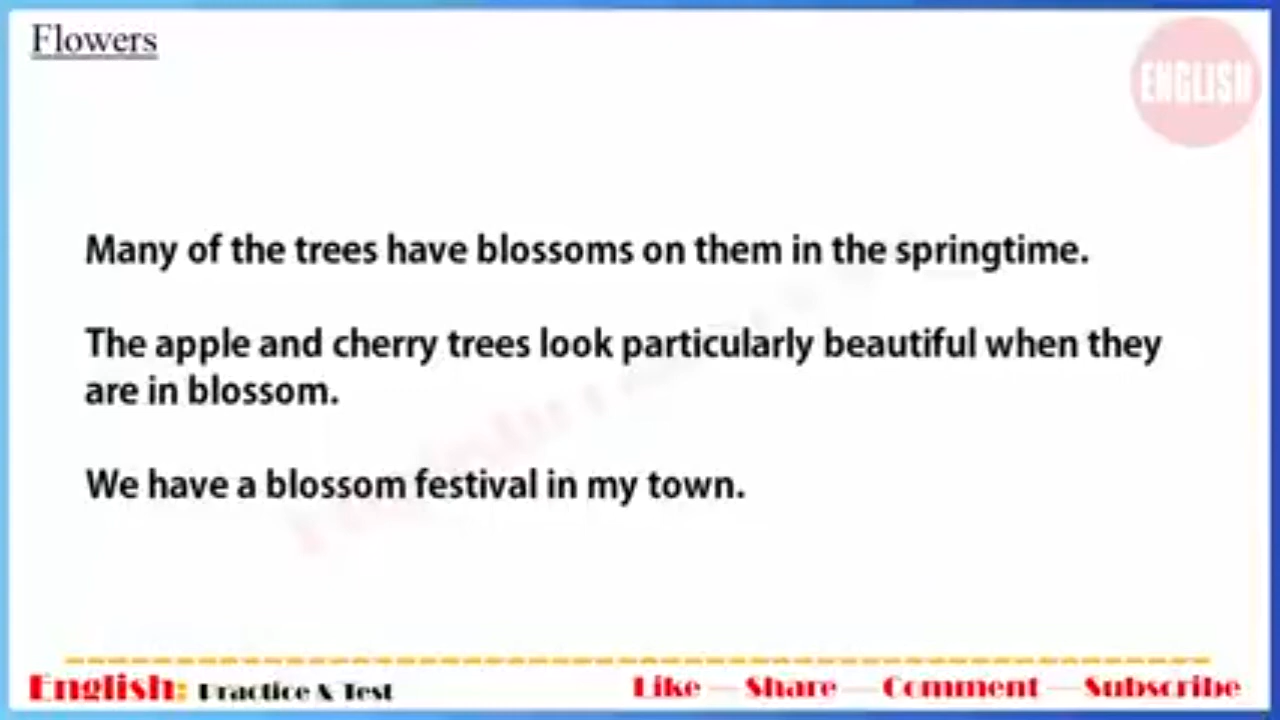 Flowers
ENGLISH
Many of the trees have blossoms on them in the springtime.
The apple and cherry trees look particularly beautiful when they
are in blossom.
We have a blossom festival in my town.
English: Practice & Test
Like — Share — Comment — Subscribe